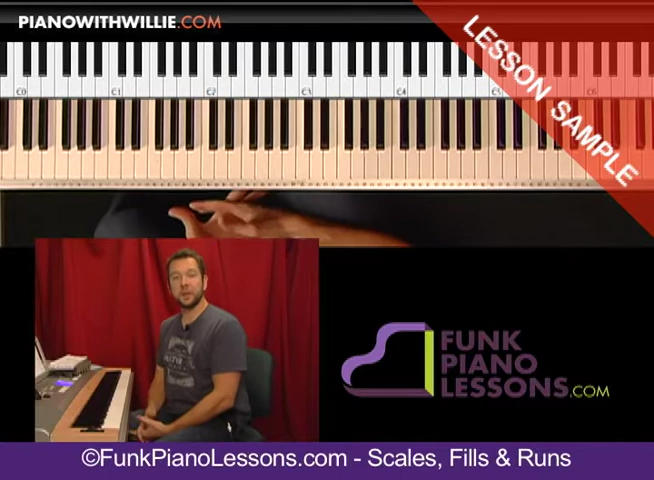 PIANOWITHWILLIE.COM
LESSON SAMPLE
C0 C1 C2 C3 C4 C5 C6
FUNK
PIANO
LESSONS.COM
©FunkPianoLessons.com - Scales, Fills & Runs